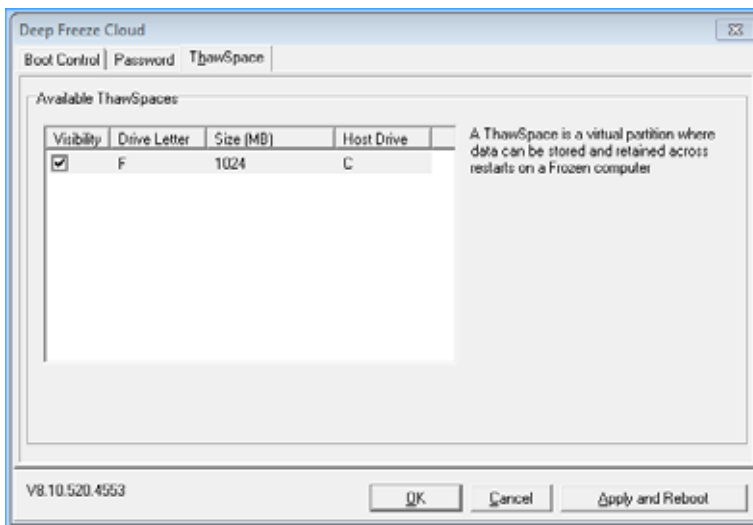 Deep Freeze Cloud
Boot Control Password ThawSpace
Available ThawSpaces
Visibility Drive Letter Size (MB) Host Drive
F 1024 C
A ThawSpace is a virtual partition where
data can be stored and retained across
restarts on a Frozen computer
V8.10.520.4553
OK Cancel Apply and Reboot